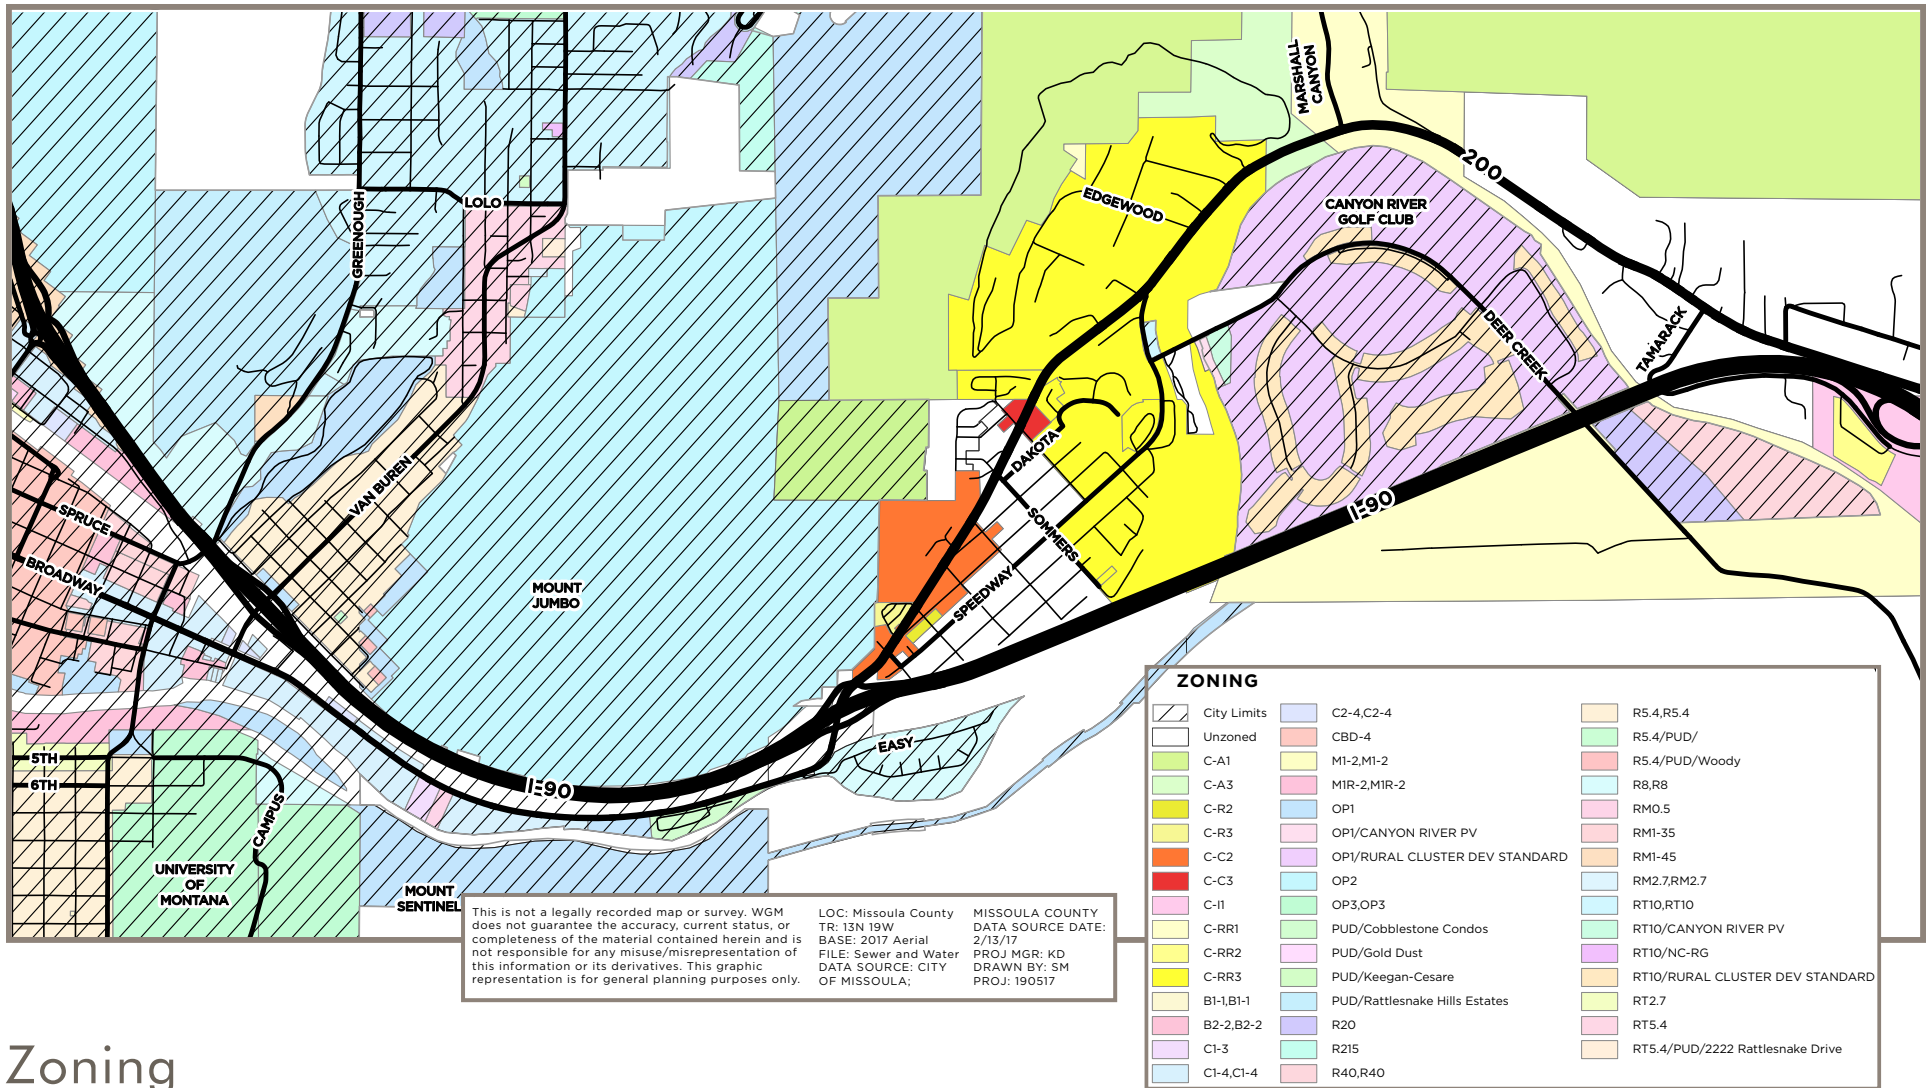 MARSHALL
CANYON
200
EDGEWOOD
CANYON RIVER
GOLF CLUB
LOLO
GREENOUGH
DEER CREEK
TAMARACK
DAKOTA
VAN BUREN
I-90
SOMMERS
SPRUCE
BROADWAY
MOUNT
JUMBO
SPEEDWAY
EASY
5TH
6TH
I-90
CAMPUS
UNIVERSITY
OF
MONTANA
MOUNT
SENTINEL
This is not a legally recorded map or survey. WGM
does not guarantee the accuracy, current status, or
completeness of the material contained herein and is
not responsible for any misuse/misrepresentation of
this information or its derivatives. This graphic
representation is for general planning purposes only.
LOC: Missoula County
TR: 13N 19W
BASE: 2017 Aerial
FILE: Sewer and Water
DATA SOURCE: CITY
OF MISSOULA;
MISSOULA COUNTY
DATA SOURCE DATE:
2/13/17
PROJ MGR: KD
DRAWN BY: SM
PROJ: 190517
ZONING
City Limits
Unzoned
C-A1
C-A3
C-R2
C-R3
C-C2
C-C3
C-I1
C-RR1
C-RR2
C-RR3
B1-1,B1-1
B2-2,B2-2
C1-3
C1-4,C1-4
C2-4,C2-4
CBD-4
M1-2,M1-2
M1R-2,M1R-2
OP1
OP1/CANYON RIVER PV
OP1/RURAL CLUSTER DEV STANDARD
OP2
OP3,OP3
PUD/Cobblestone Condos
PUD/Gold Dust
PUD/Keegan-Cesare
PUD/Rattlesnake Hills Estates
R20
R215
R40,R40
R5.4,R5.4
R5.4/PUD/
R5.4/PUD/Woody
R8,R8
RM0.5
RM1-35
RM1-45
RM2.7,RM2.7
RT10,RT10
RT10/CANYON RIVER PV
RT10/NC-RG
RT10/RURAL CLUSTER DEV STANDARD
RT2.7
RT5.4
RT5.4/PUD/2222 Rattlesnake Drive
Zoning